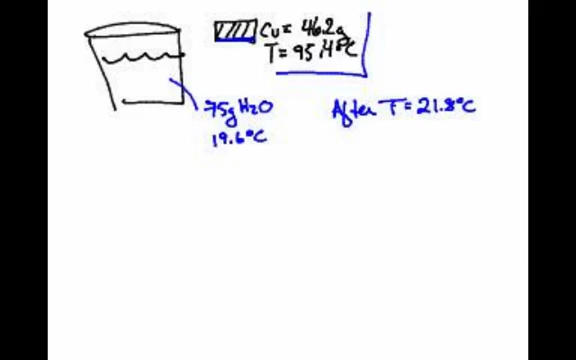 Cu = 46.2g
T = 95.4°C
75g H2O
19.6°C
After T = 21.8°C